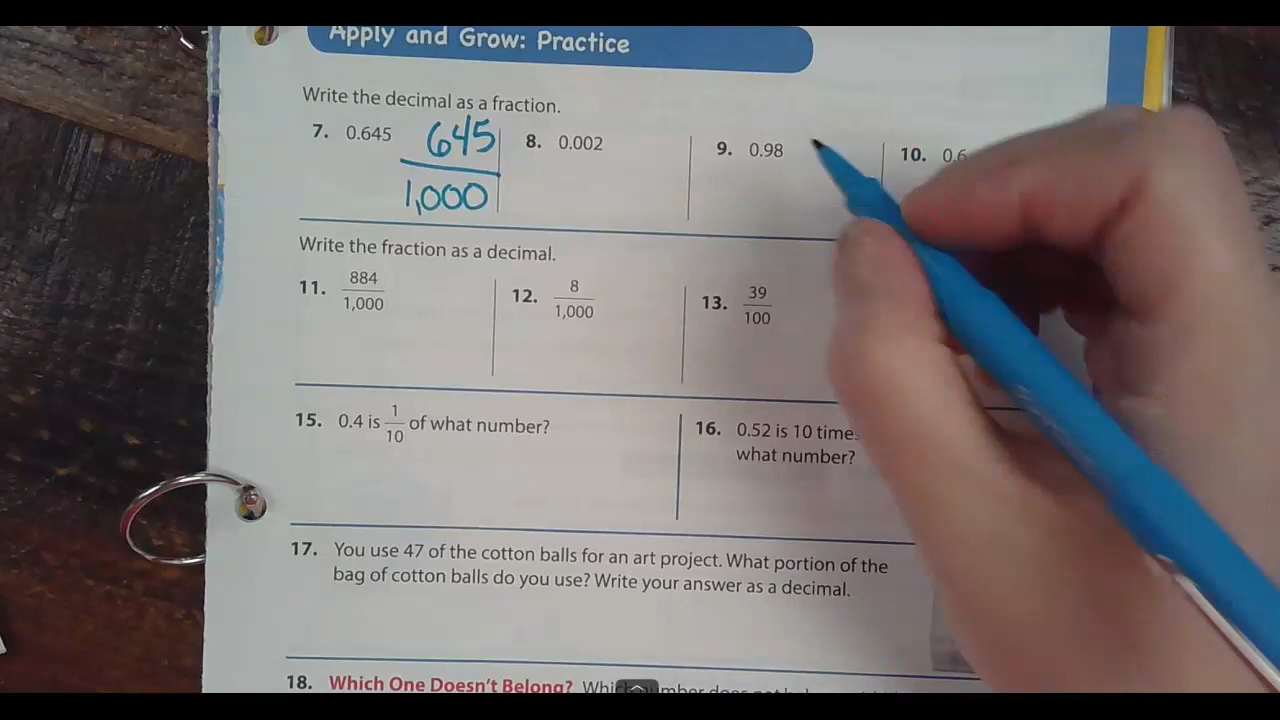 Apply and Grow: Practice
Write the decimal as a fraction.
7. 0.645 645/1,000
8. 0.002
9. 0.98
10. 0.6
Write the fraction as a decimal.
11. 884/1,000
12. 8/1,000
13. 39/100
15. 0.4 is 1/10 of what number?
16. 0.52 is 10
what number?
17. You use 47 of the cotton balls for an art project. What portion of the
bag of cotton balls do you use? Write your answer as a decimal.
18. Which One Doesn't Belong?